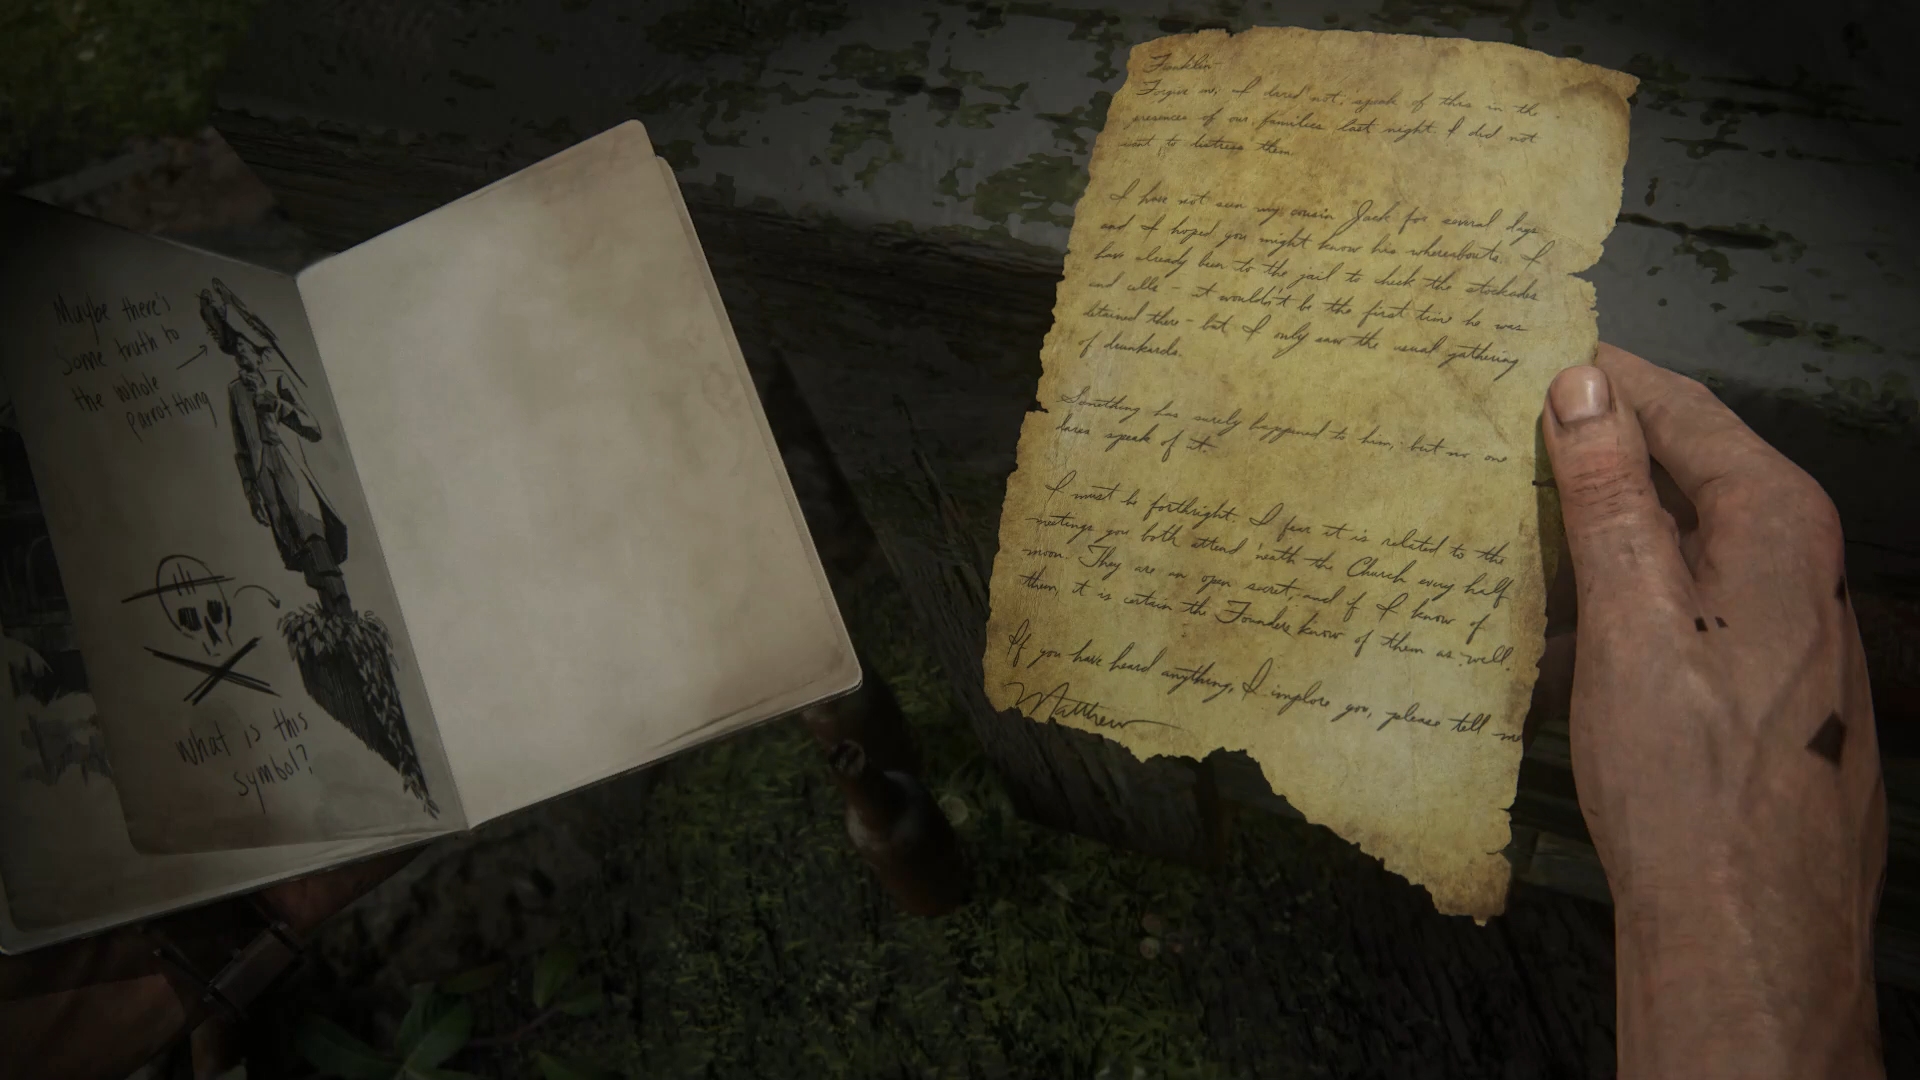 Maybe there's
some truth to
the whole
parrot thing
What is this
symbol?
Franklin-
Forgive me, I dared not speak of this in the
presence of our families last night. I did not
want to distress them.
I have not seen my cousin Jack for several days
and I hoped you might know his whereabouts. I
have already been to the jail to check the stockades
and cells - it wouldn't be the first time he was
detained there - but I only saw the usual gathering
of drunkards.
Something has surely happened to him, but no one
dares speak of it.
I must be forthright. I fear it is related to the
meetings you both attend 'neath the Church every half
moon. They are an open secret, and if I know of
them, it is certain the Founders know of them as well.
If you have heard anything, I implore you, please tell me
Matthew